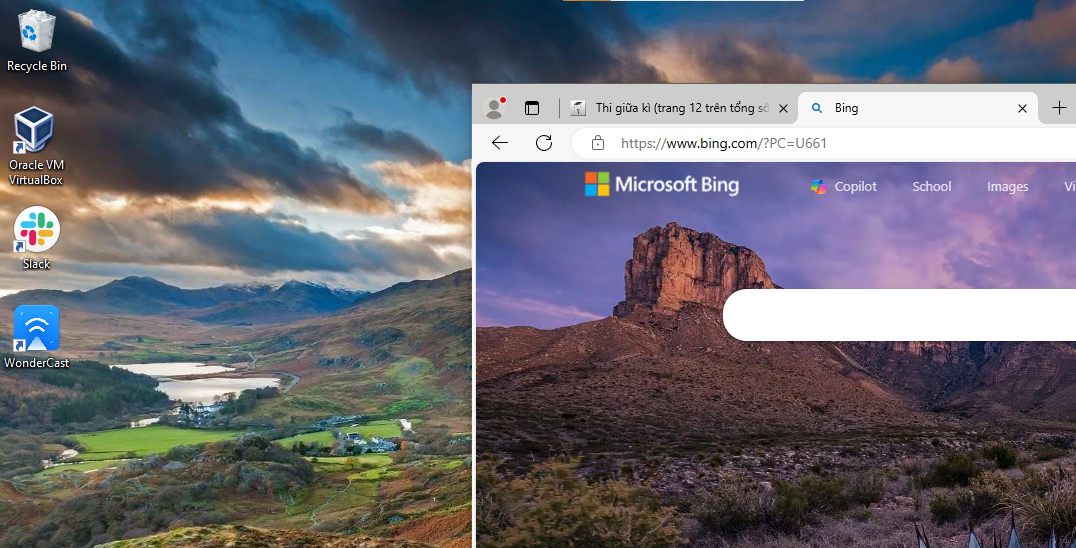 Recycle Bin
Oracle VM
VirtualBox
Slack
WonderCast
Thi giữa kì (trang 12 trên tổng số
Bing
https://www.bing.com/?PC=U661
Microsoft Bing
Copilot
School
Images
Vi